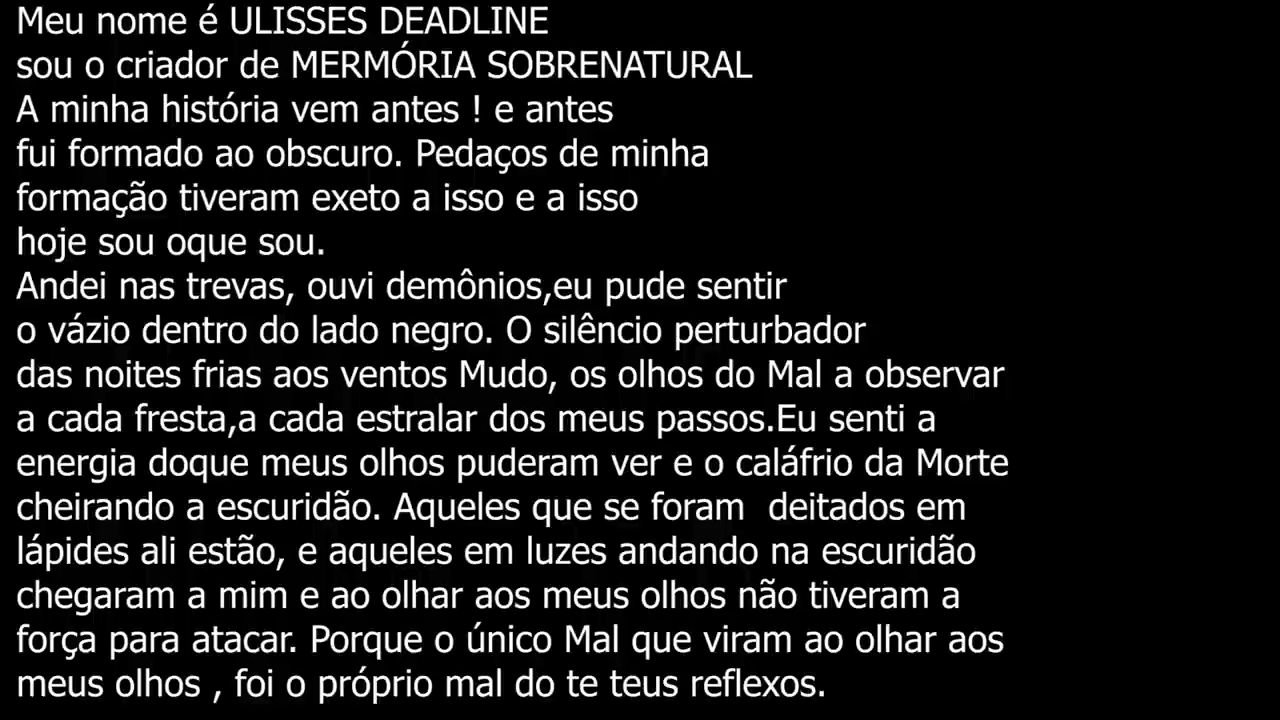 Meu nome é ULISSES DEADLINE
sou o criador de MERMÓRIA SOBRENATURAL
A minha história vem antes ! e antes
fui formado ao obscuro. Pedaços de minha
formação tiveram exeto a isso e a isso
hoje sou oque sou.
Andei nas trevas, ouvi demônios,eu pude sentir
o vázio dentro do lado negro. O silêncio perturbador
das noites frias aos ventos Mudo, os olhos do Mal a observar
a cada fresta,a cada estralar dos meus passos.Eu senti a
energia doque meus olhos puderam ver e o caláfrio da Morte
cheirando a escuridão. Aqueles que se foram  deitados em
lápides ali estão, e aqueles em luzes andando na escuridão
chegaram a mim e ao olhar aos meus olhos não tiveram a
força para atacar. Porque o único Mal que viram ao olhar aos
meus olhos , foi o próprio mal do te teus reflexos.